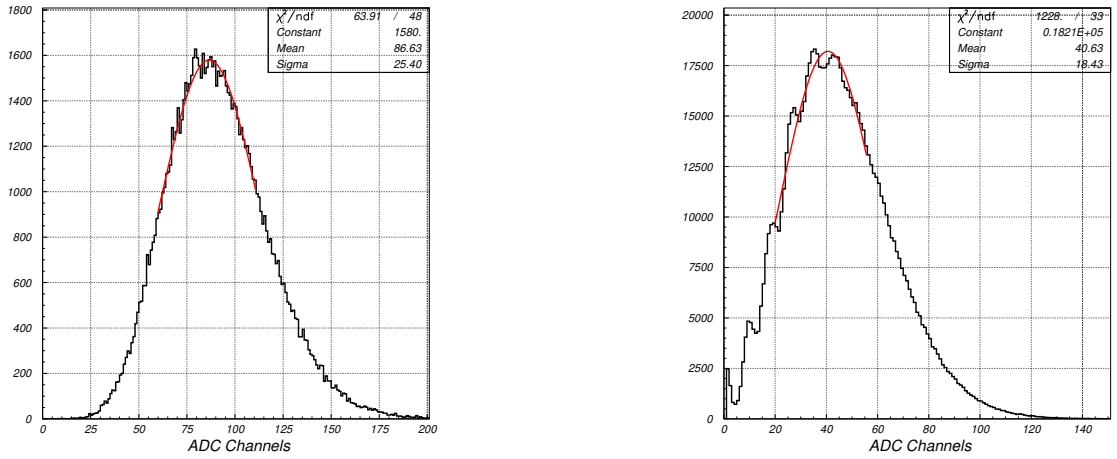 χ²/ndf 63.91 / 48
Constant 1580.
Mean 86.63
Sigma 25.40
1800
1600
1400
1200
1000
800
600
400
200
0
0 25 50 75 100 125 150 175 200
ADC Channels
χ²/ndf 1228. / 33
Constant 0.1821E+05
Mean 40.63
Sigma 18.43
20000
17500
15000
12500
10000
7500
5000
2500
0
0 20 40 60 80 100 120 140
ADC Channels